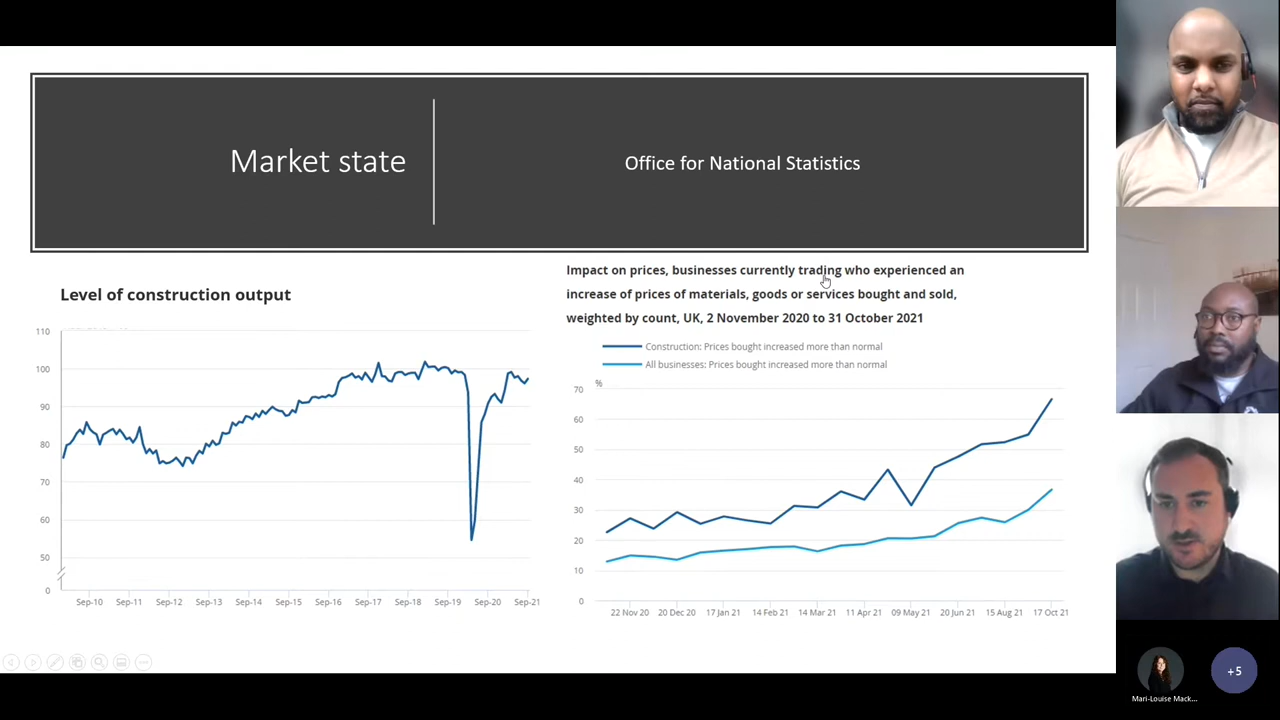 Market state
Office for National Statistics
Level of construction output
110
100
90
80
70
60
50
0
Sep-10 Sep-11 Sep-12 Sep-13 Sep-14 Sep-15 Sep-16 Sep-17 Sep-18 Sep-19 Sep-20 Sep-21
Impact on prices, businesses currently trading who experienced an
increase of prices of materials, goods or services bought and sold,
weighted by count, UK, 2 November 2020 to 31 October 2021
Construction: Prices bought increased more than normal
All businesses: Prices bought increased more than normal
%
70
60
50
40
30
20
10
0
22 Nov 20 20 Dec 20 17 Jan 21 14 Feb 21 14 Mar 21 11 Apr 21 09 May 21 20 Jun 21 15 Aug 21 17 Oct 21
+5
Mari-Louise Mack...